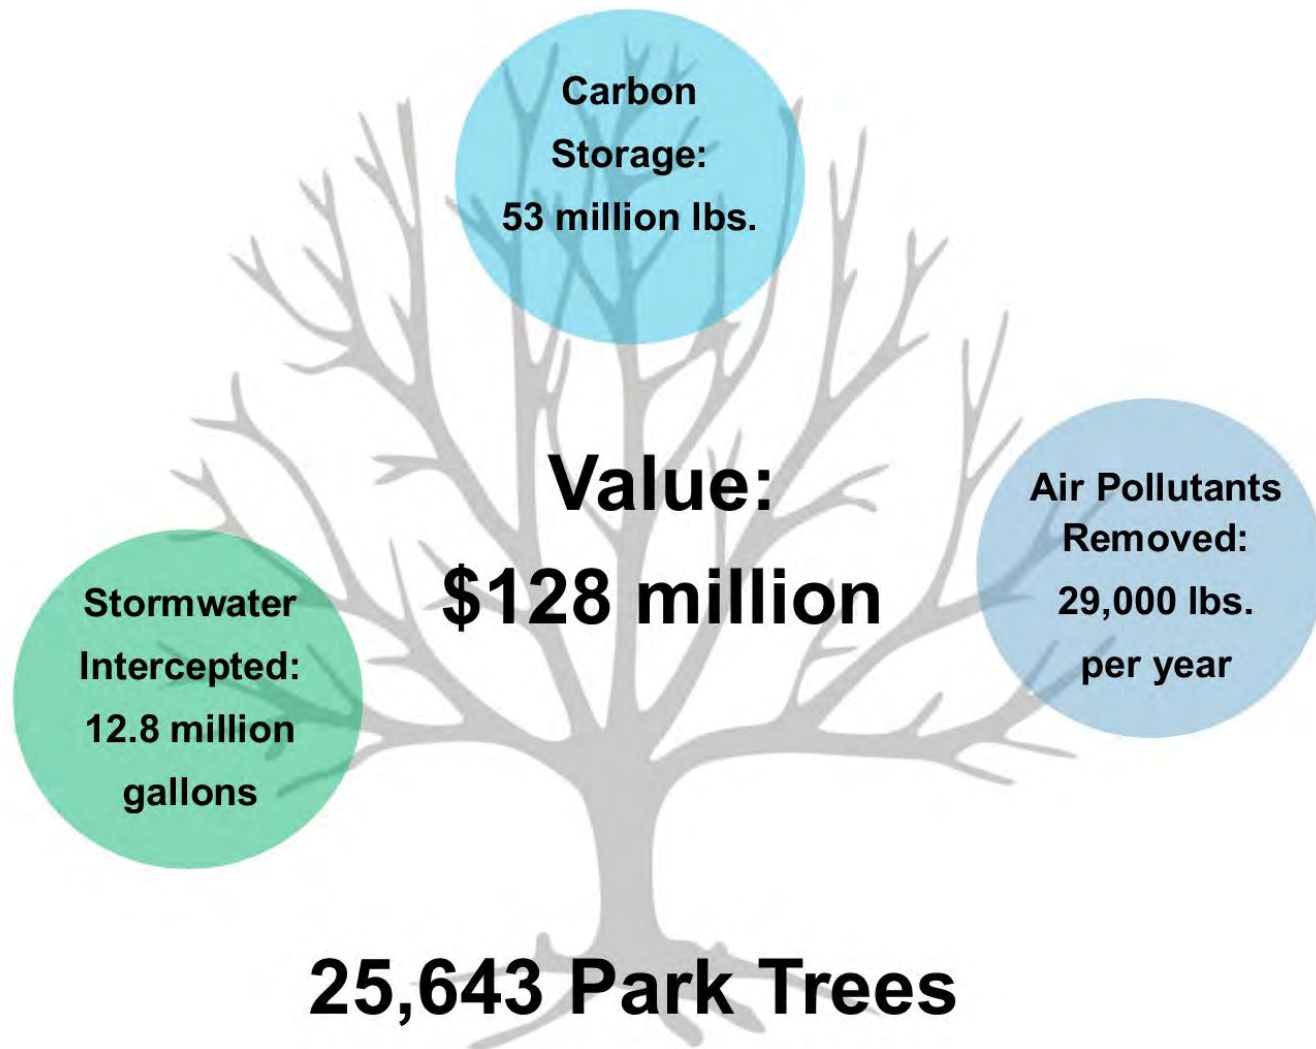 Carbon
Storage:
53 million lbs.
Value:
$128 million
Air Pollutants
Removed:
29,000 lbs.
per year
Stormwater
Intercepted:
12.8 million
gallons
25,643 Park Trees